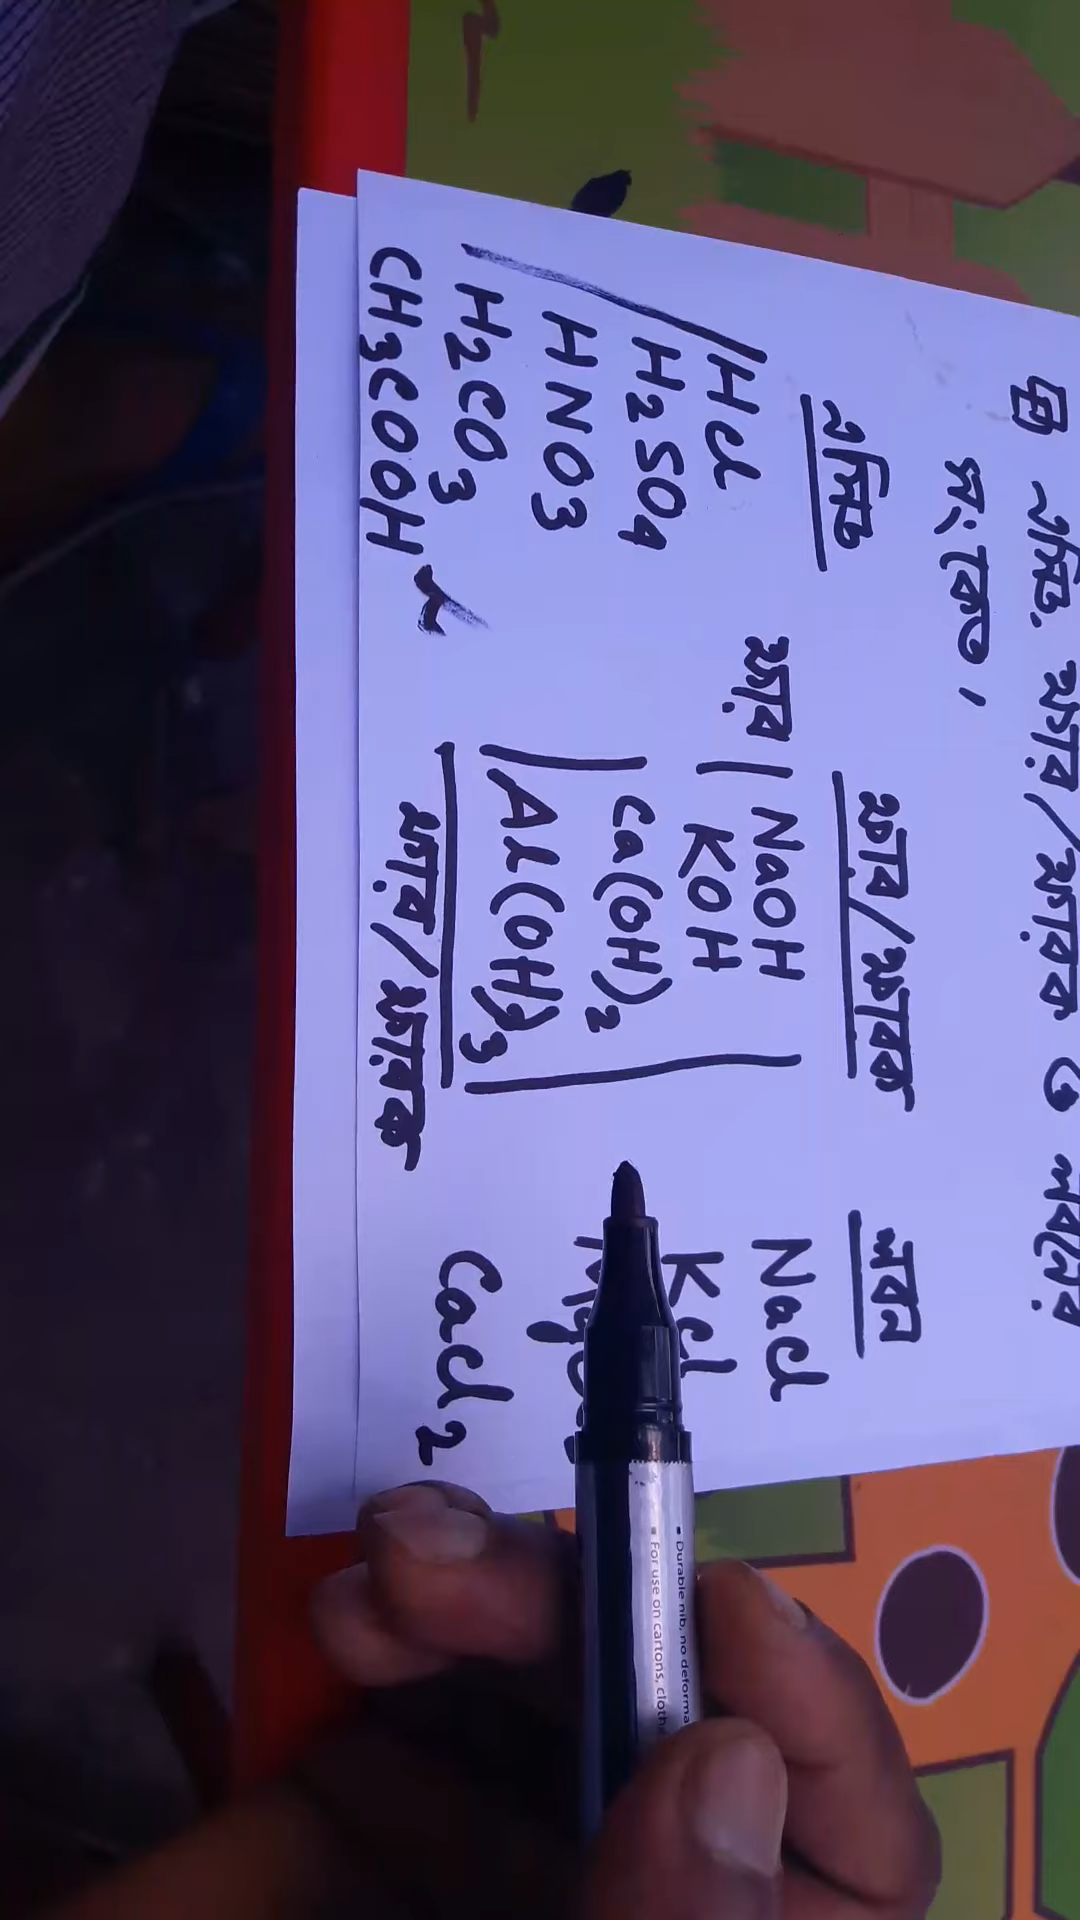 এসিড, ক্ষার/ক্ষারক ও লবনের
সংকেত,
এসিড
HCl
H2SO4
HNO3
H2CO3
CH3COOH
ক্ষার/ক্ষারক
ক্ষার | NaOH
KOH
Ca(OH)2
Al(OH)3
ক্ষার/ক্ষারক
লবন
NaCl
KCl
CaCl2
▪ Durable nib, no deforma
▪ For use on cartons, cloth